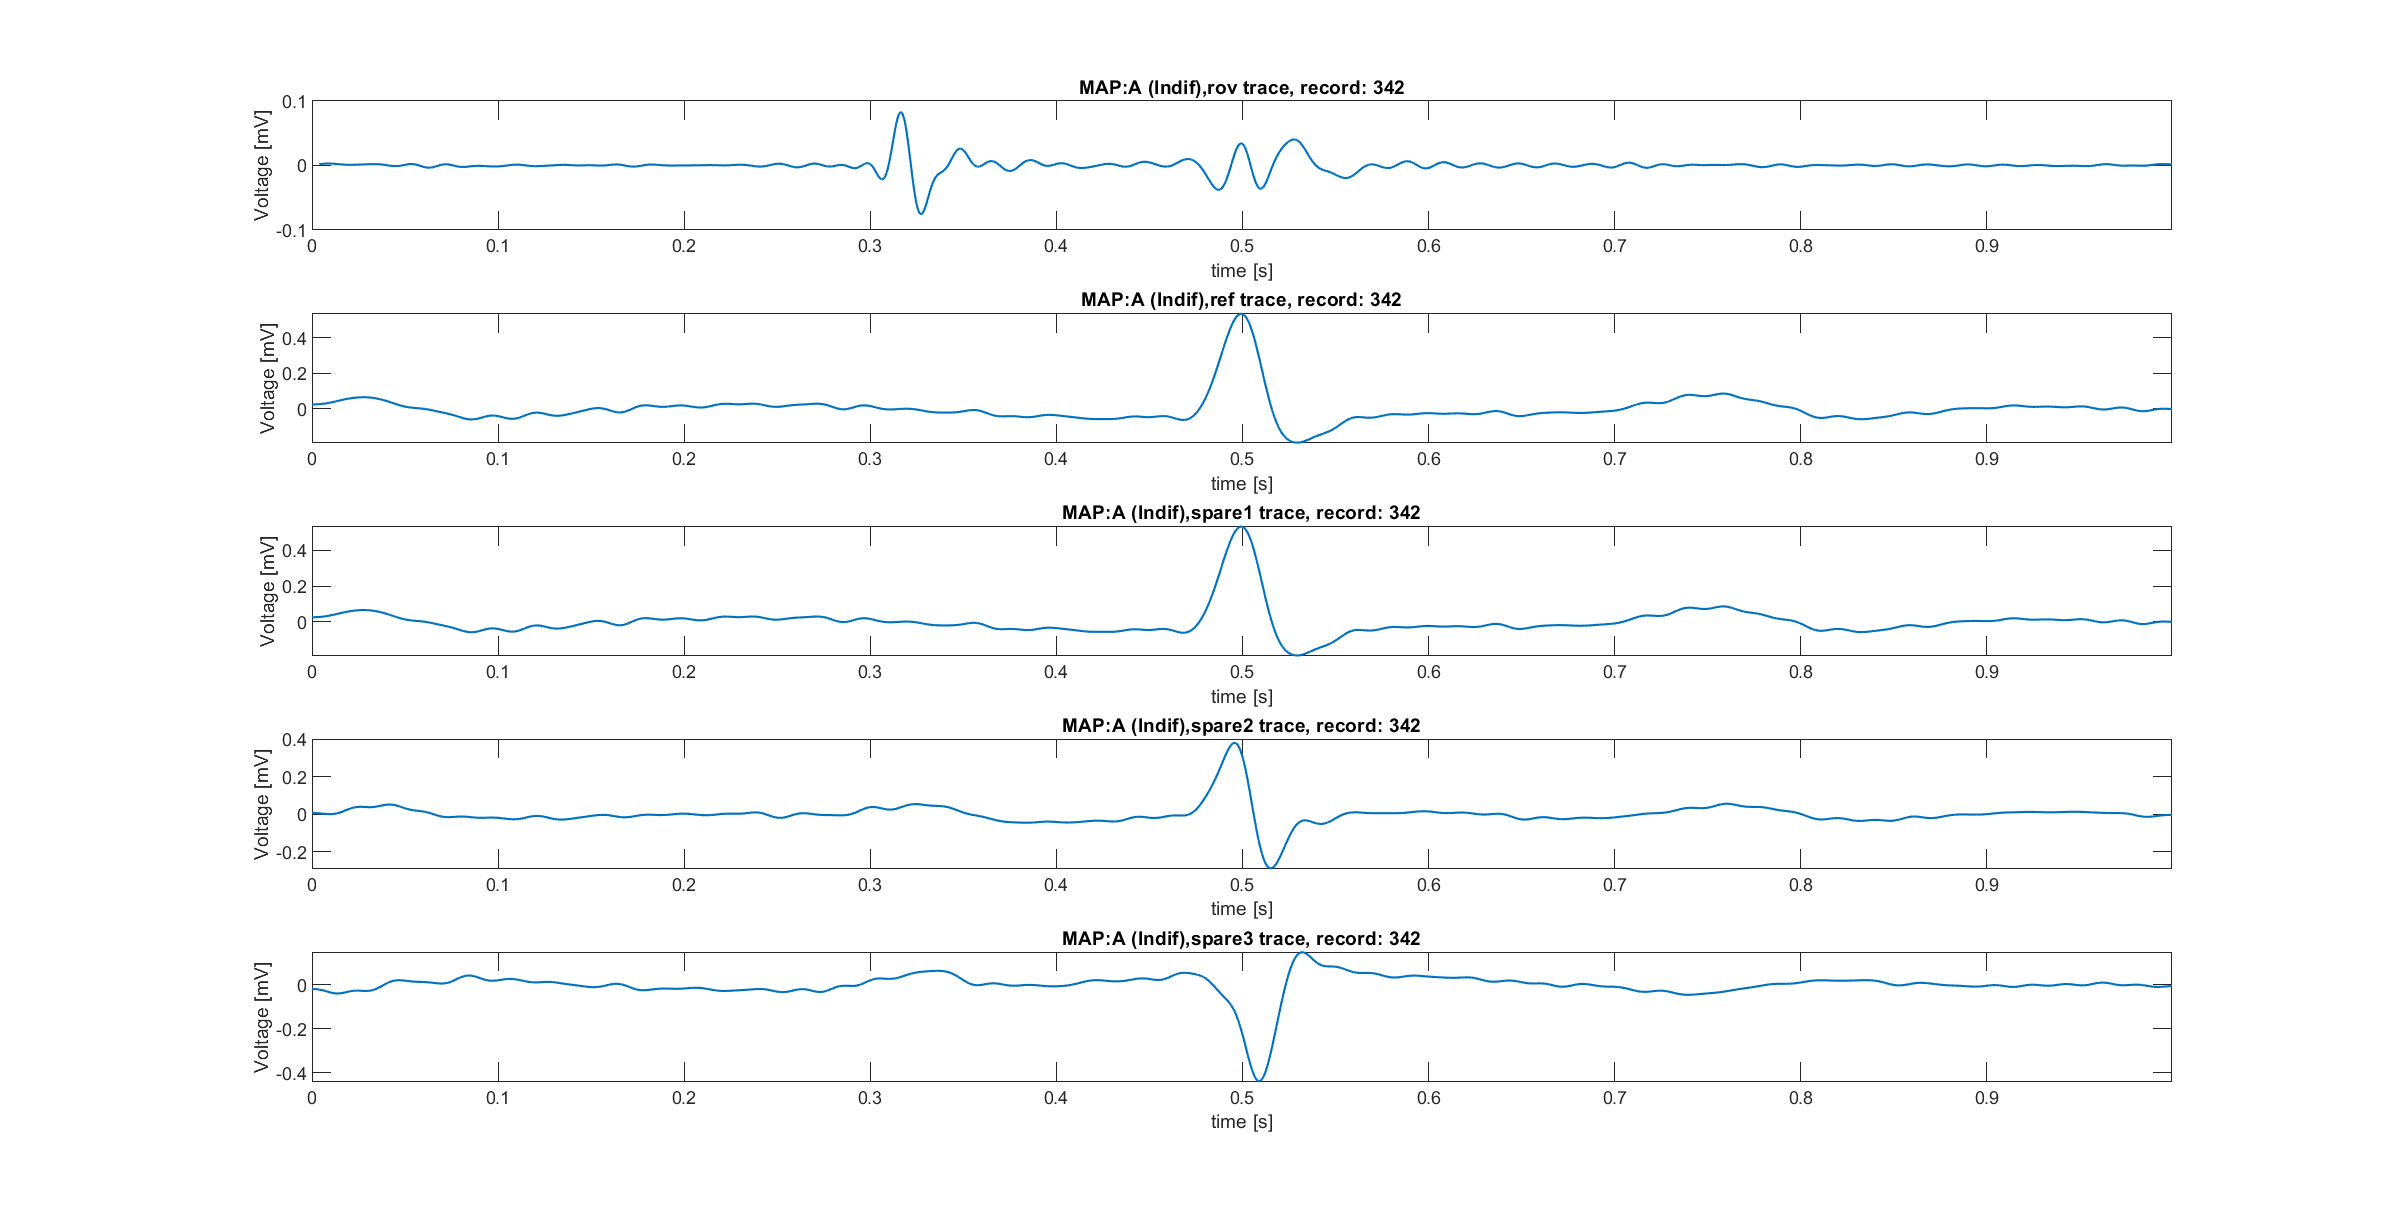 MAP:A (Indif),rov trace, record: 342
Voltage [mV]
0.1
0
-0.1
0 0.1 0.2 0.3 0.4 0.5 0.6 0.7 0.8 0.9
time [s]
MAP:A (Indif),ref trace, record: 342
Voltage [mV]
0.4
0.2
0
0 0.1 0.2 0.3 0.4 0.5 0.6 0.7 0.8 0.9
time [s]
MAP:A (Indif),spare1 trace, record: 342
Voltage [mV]
0.4
0.2
0
0 0.1 0.2 0.3 0.4 0.5 0.6 0.7 0.8 0.9
time [s]
MAP:A (Indif),spare2 trace, record: 342
Voltage [mV]
0.4
0.2
0
-0.2
0 0.1 0.2 0.3 0.4 0.5 0.6 0.7 0.8 0.9
time [s]
MAP:A (Indif),spare3 trace, record: 342
Voltage [mV]
0
-0.2
-0.4
0 0.1 0.2 0.3 0.4 0.5 0.6 0.7 0.8 0.9
time [s]